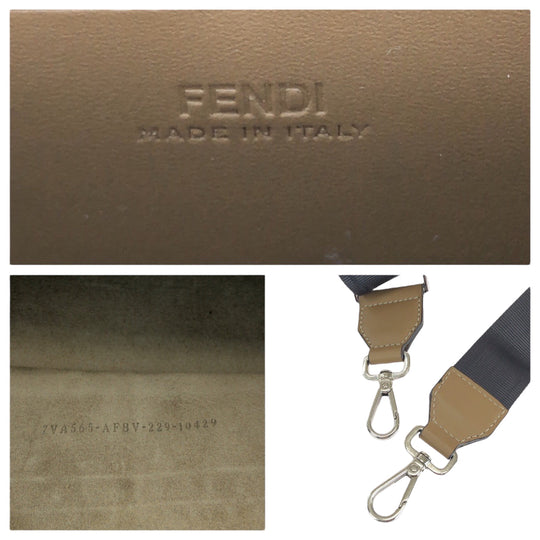 FENDI
MADE IN ITALY
7VA565-AFBV-229-10429